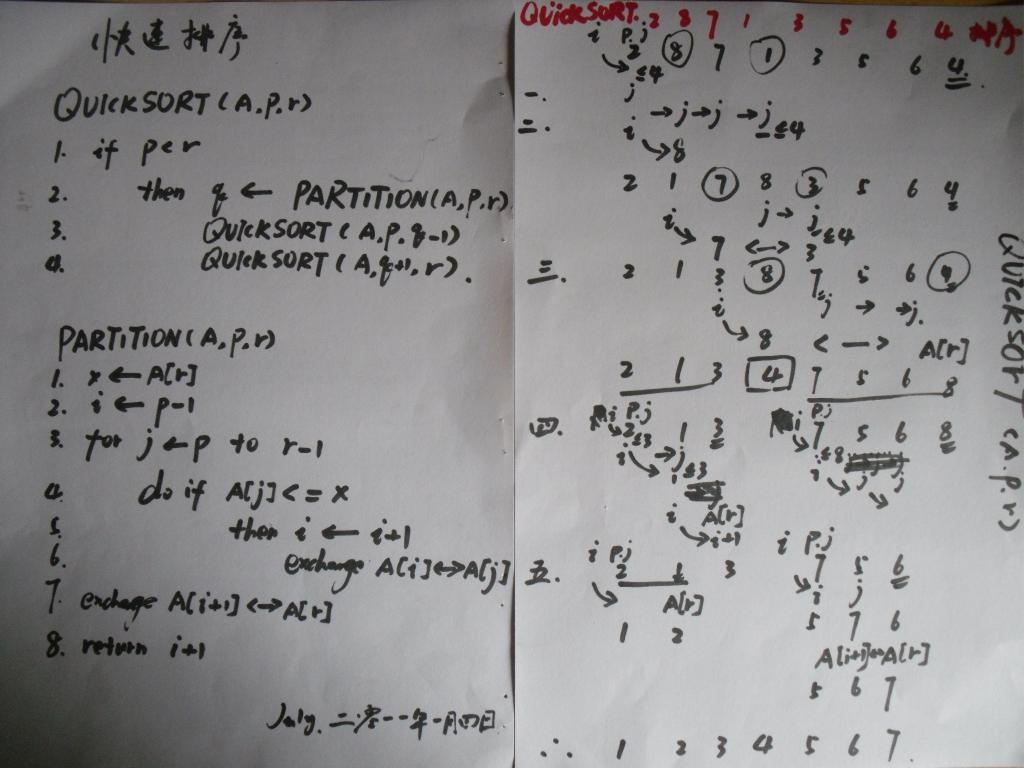 快速排序
QUICKSORT(A,p,r)
1. if p<r
2. then q ← PARTITION(A,p,r)
3. QUICKSORT(A,p,q-1)
4. QUICKSORT(A,q+1,r).
PARTITION(A,p,r)
1. x ← A[r]
2. i ← p-1
3. for j ← p to r-1
4. do if A[j]<=x
5. then i ← i+1
6. exchange A[i]↔A[j]
7. exchange A[i+1]↔A[r]
8. return i+1
July. 二零一一年一月四日
QUICKSORT. 2 8 7 1 3 5 6 4 排序
i p.j
2 8 7 1 3 5 6 4.
≤4
一. j
二. i → j → j → j ≤4
8
2 1 7 8 3 5 6 4
i j → j ≤4
7 <—> 3
三. 2 1 3 8 7 5 6 4
i j → → j.
8 <—> A[r]
2 1 3 4 7 5 6 8
四. i p.j i p.j
2 1 3 7 5 6 8
≤3 ≤8
i → j i j j
i ≤3
i A[r]
i+1
五. i p.j i p.j
2 1 3 7 5 6
A[r] i j
1 2 5 7 6
A[i+1]↔A[r]
5 6 7
∴ 1 2 3 4 5 6 7
QUICKSORT(A.p.r)